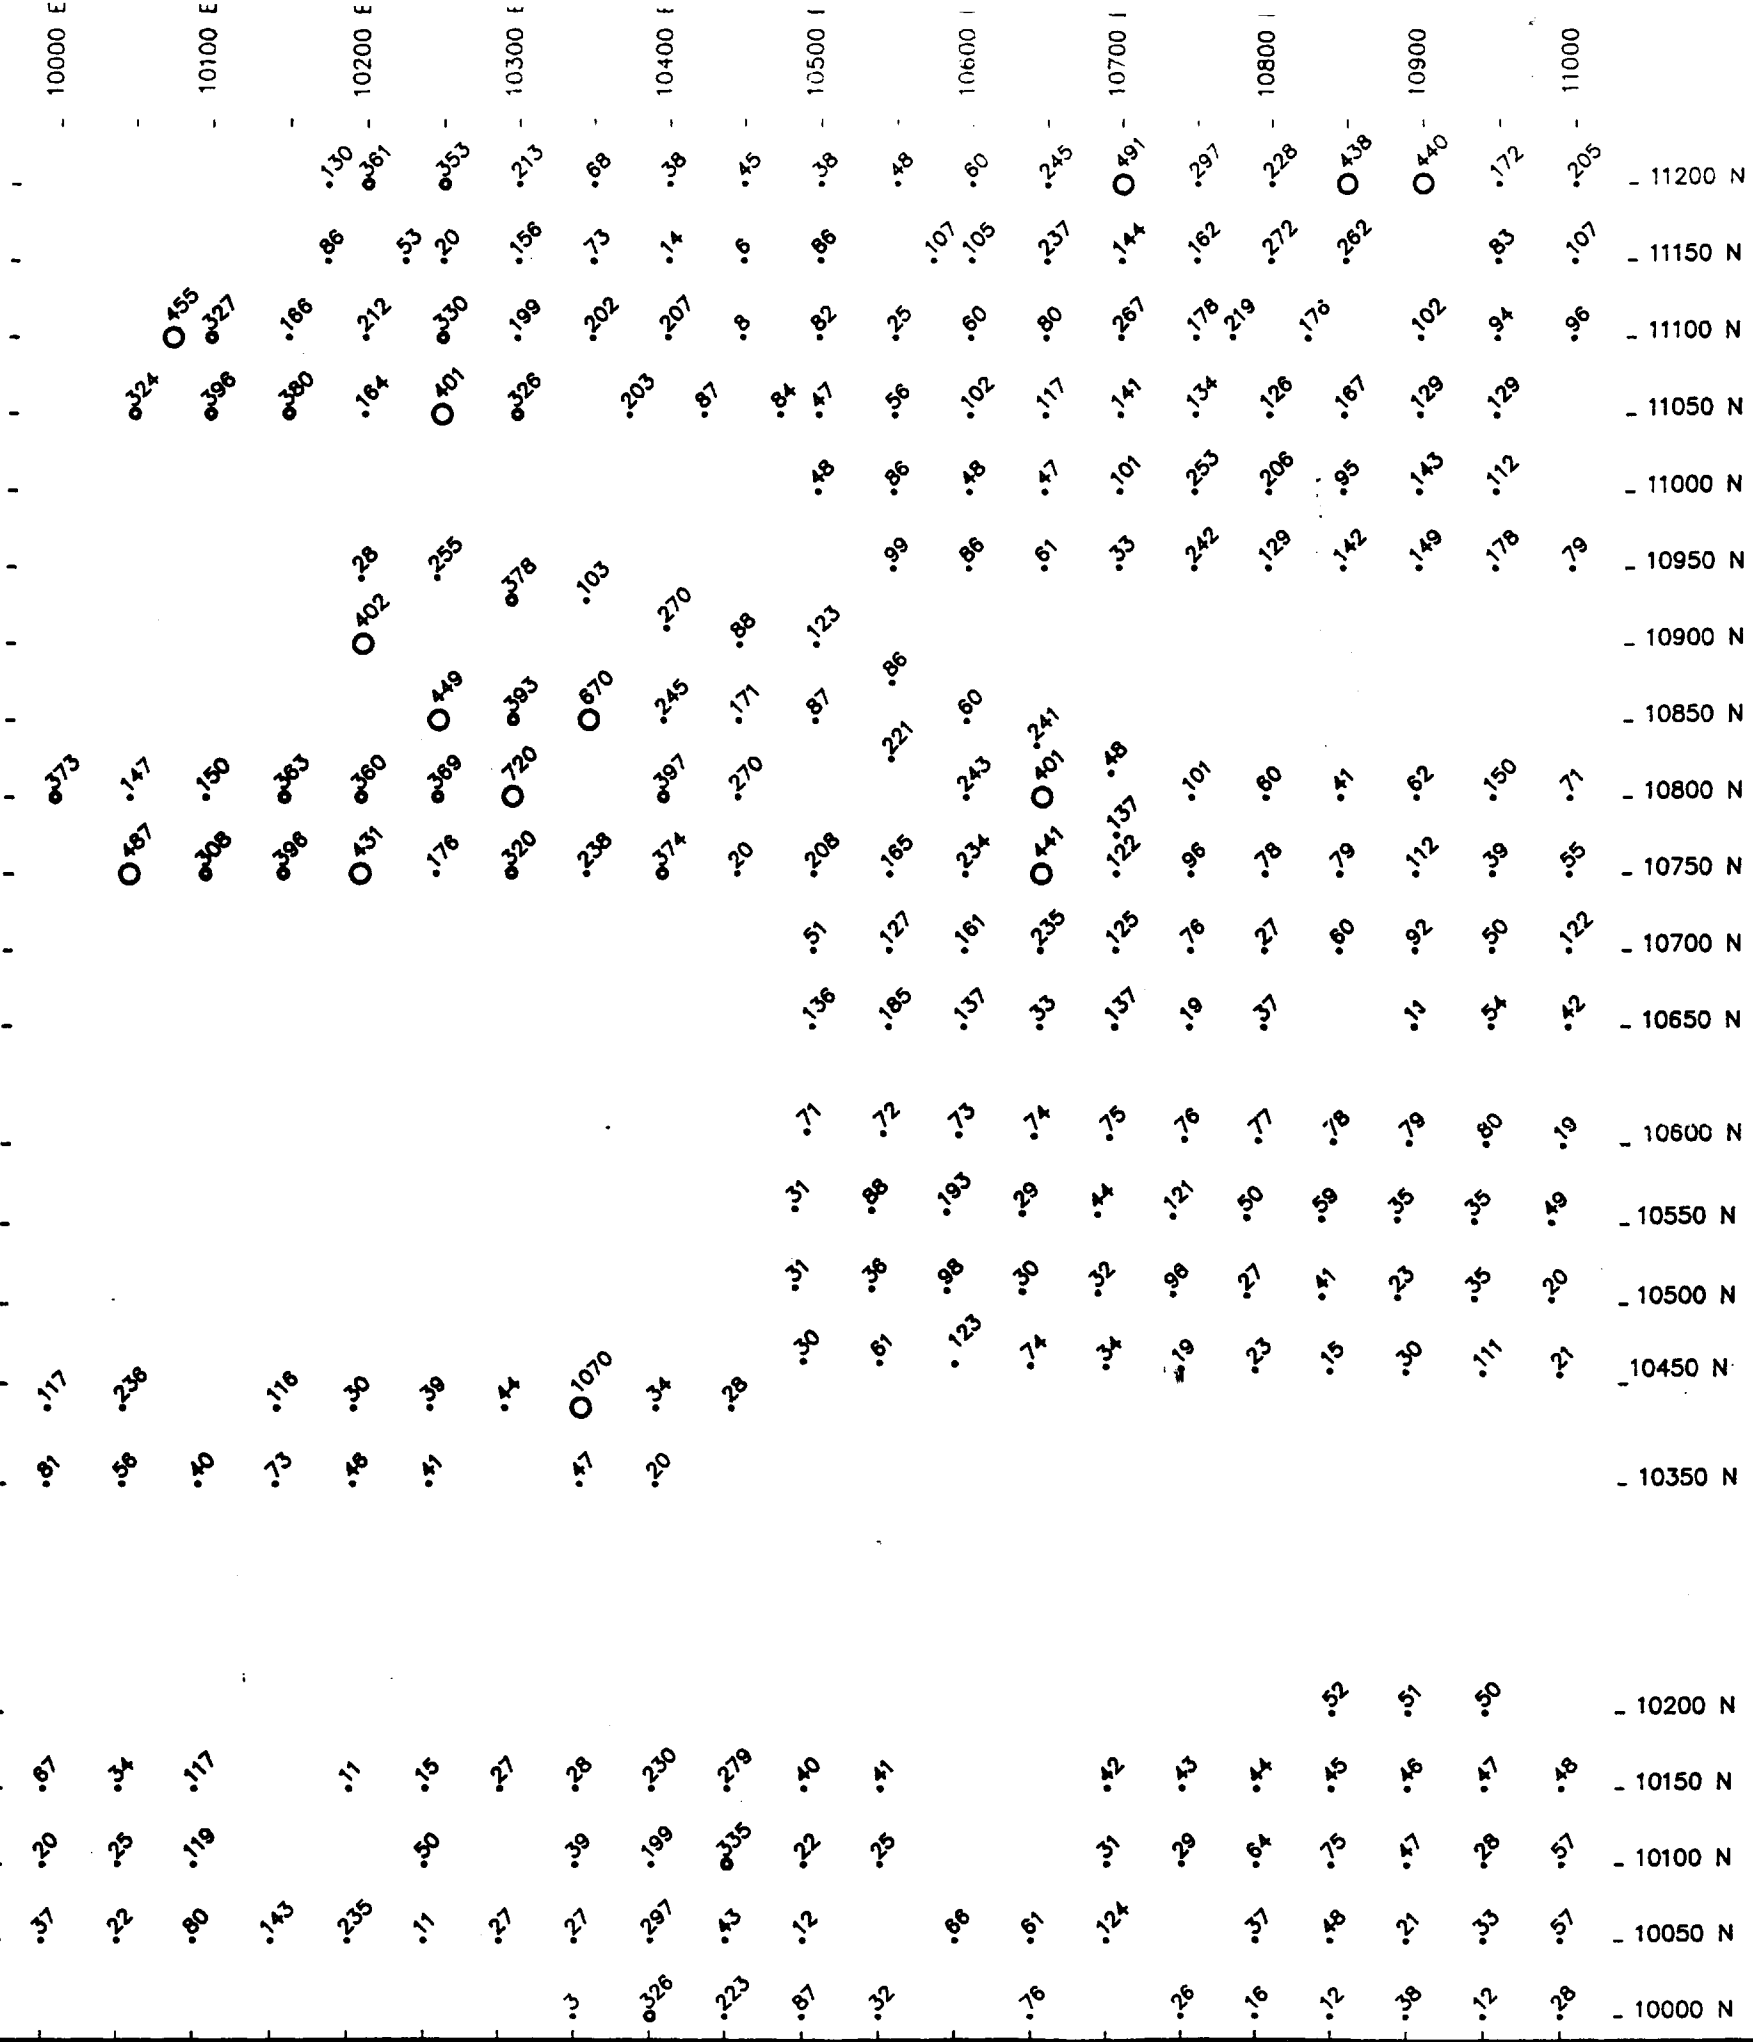 10000 E 10100 E 10200 E 10300 E 10400 E 10500 10600 10700 10800 10900 11000
.130 361 353 .213 .68 .38 .45 .38 .48 .60 .245 491 .297 .228 438 440 .172 .205 - 11200 N
.86 .53 .20 .156 .73 .14 .6 .86 .107 .105 .237 .144 .162 .272 .262 .83 .107 - 11150 N
455 327 .166 .212 330 .199 .202 .207 .8 .82 .25 .60 .80 .267 .178 .219 .176 .102 .94 .96 - 11100 N
324 396 380 .164 401 326 .203 .87 .84 .47 .56 .102 .117 .141 .134 .126 .167 .129 .129 - 11050 N
.48 .86 .48 .47 .101 .253 .206 .95 .143 .112 - 11000 N
.28 .255 378 .103 .99 .86 .61 .33 .242 .129 .142 .149 .178 .79 - 10950 N
402 .270 .88 .123 - 10900 N
.86
449 393 670 .245 .171 .87 .60 - 10850 N
.221 .241
373 .147 .150 363 360 369 720 397 .270 .243 401 .48 .101 .60 .41 .62 .150 .71 - 10800 N
.137
487 308 396 431 .176 320 .238 374 .20 .208 .165 .234 441 .122 .96 .78 .79 .112 .39 .55 - 10750 N
.51 .127 .161 .235 .125 .76 .27 .60 .92 .50 .122 - 10700 N
.136 .185 .137 .33 .137 .19 .37 .11 .54 .42 - 10650 N
.71 .72 .73 .74 .75 .76 .77 .78 .79 .80 .19 - 10600 N
.31 .88 .193 .29 .44 .121 .50 .59 .35 .35 .49 - 10550 N
.31 .36 .98 .30 .32 .96 .27 .41 .23 .35 .20 - 10500 N
.30 .61 .123 .74 .34 .19 .23 .15 .30 .111 .21 - 10450 N
.117 .236 .116 .30 .39 .44 1070 .34 .28
.81 .56 .40 .73 .46 .41 .47 .20 - 10350 N
.52 .51 .50 - 10200 N
.67 .34 .117 .11 .15 .27 .28 .230 .279 .40 .41 .42 .43 .44 .45 .46 .47 .48 - 10150 N
.20 .25 .119 .50 .39 .199 335 .22 .25 .31 .29 .64 .75 .47 .28 .57 - 10100 N
.37 .22 .80 .143 .235 .11 .27 .27 .297 .43 .12 .66 .61 .124 .37 .48 .21 .33 .57 - 10050 N
.3 326 .223 .87 .32 .76 .26 .16 .12 .38 .12 .28 - 10000 N